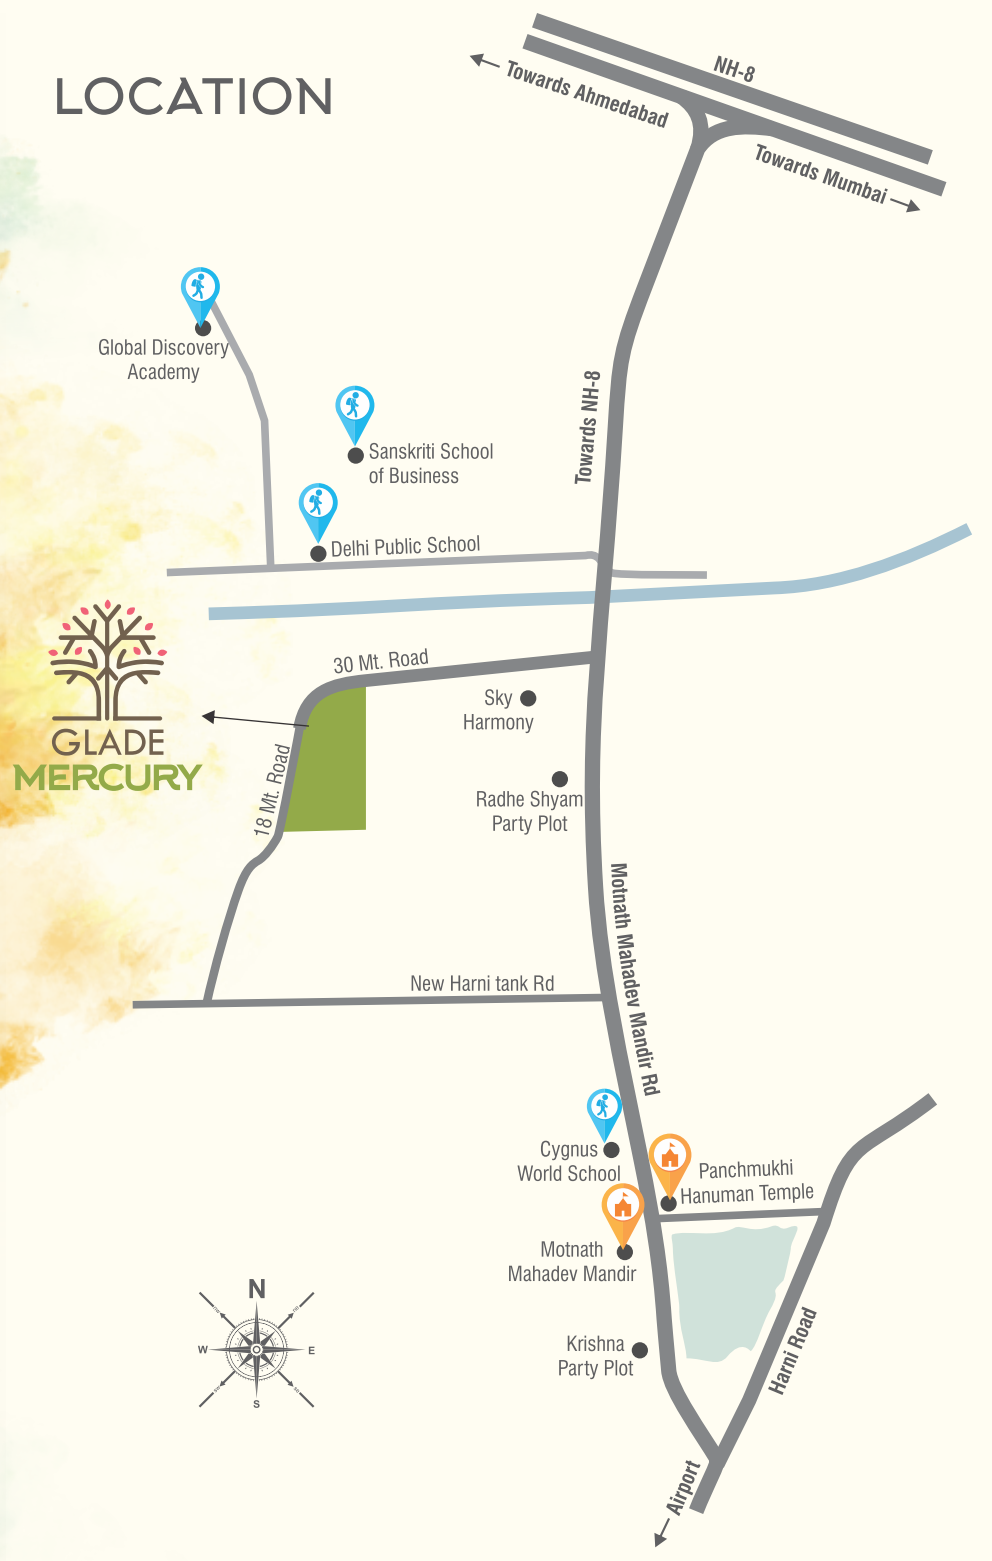 LOCATION
NH-8
Towards Ahmedabad
Towards Mumbai
Global Discovery
Academy
Sanskriti School
of Business
Towards NH-8
Delhi Public School
30 Mt. Road
Sky
Harmony
GLADE
MERCURY
18 Mt. Road
Radhe Shyam
Party Plot
Motnath Mahadev Mandir Rd
New Harni tank Rd
Cygnus
World School
Panchmukhi
Hanuman Temple
Motnath
Mahadev Mandir
N
W
E
S
Krishna
Party Plot
Harni Road
Airport